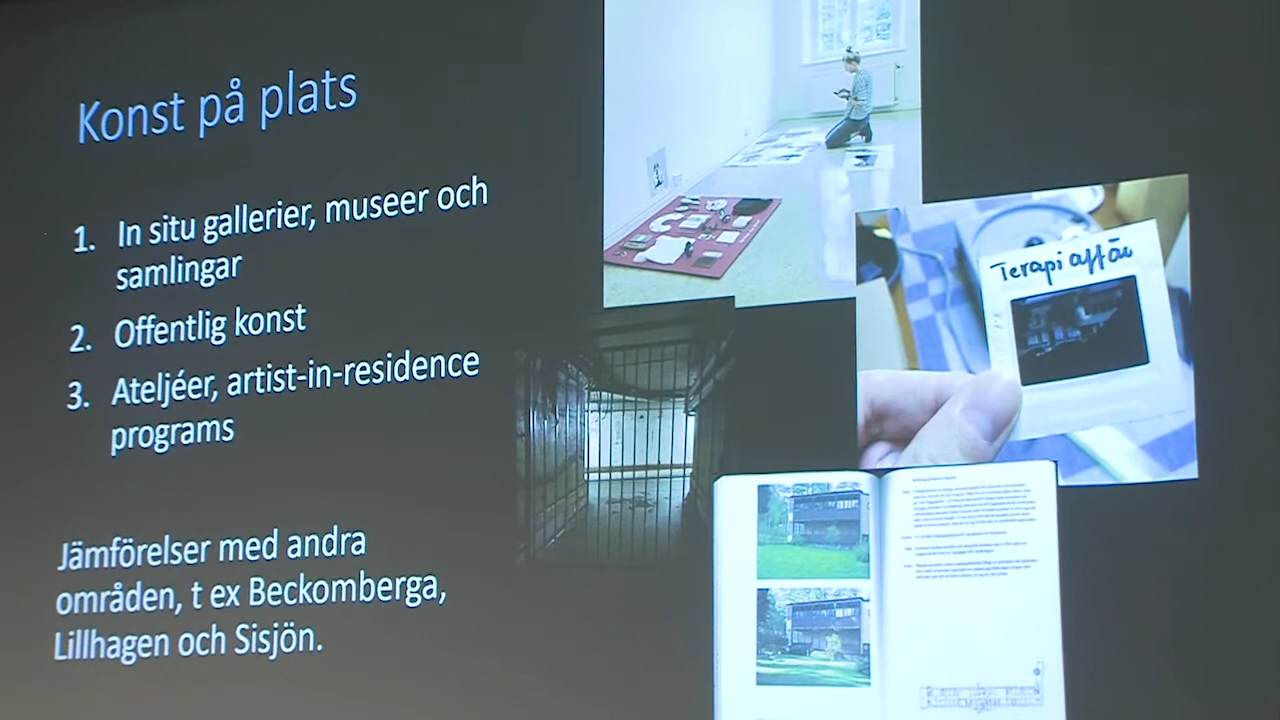 Konst på plats
1. In situ gallerier, museer och
samlingar
2. Offentlig konst
3. Ateljéer, artist-in-residence
programs
Jämförelser med andra
områden, t ex Beckomberga,
Lillhagen och Sisjön.
Terapi affär